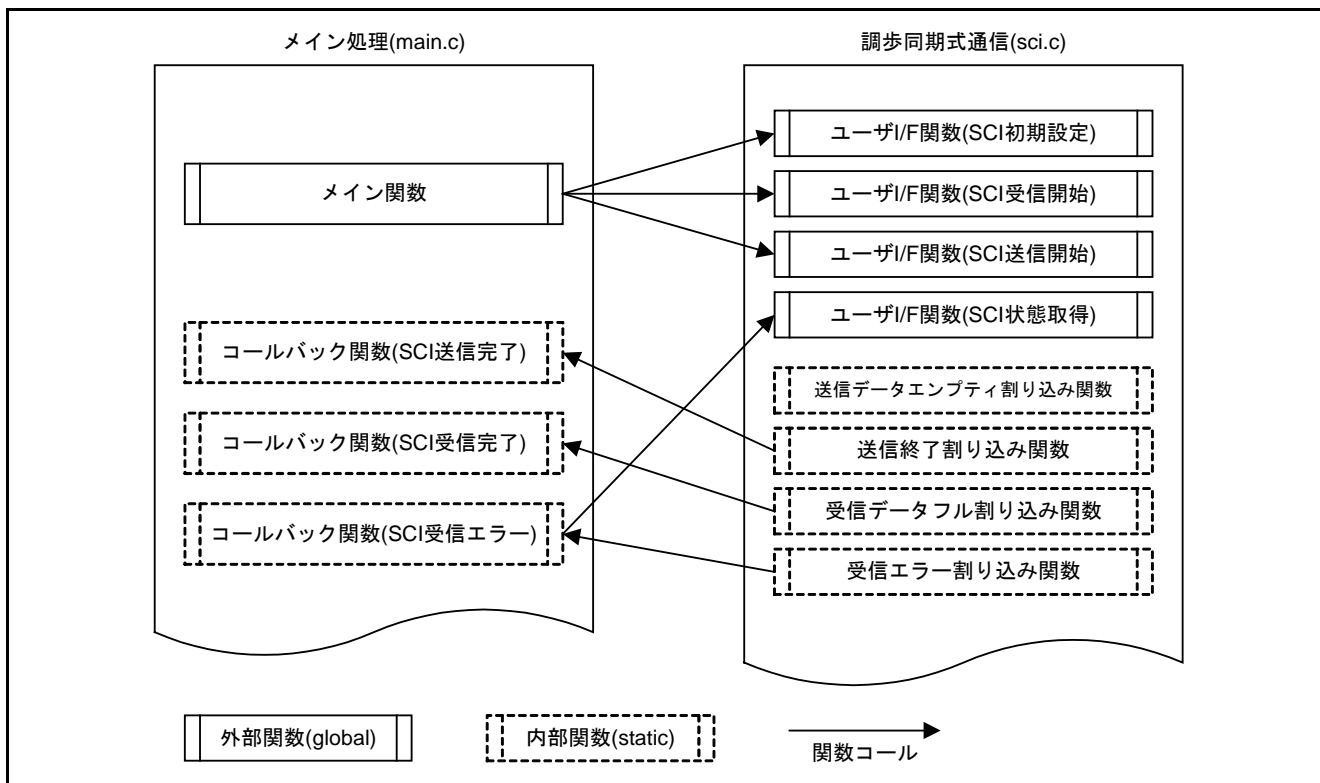 メイン処理(main.c)
調歩同期式通信(sci.c)
メイン関数
コールバック関数(SCI送信完了)
コールバック関数(SCI受信完了)
コールバック関数(SCI受信エラー)
ユーザI/F関数(SCI初期設定)
ユーザI/F関数(SCI受信開始)
ユーザI/F関数(SCI送信開始)
ユーザI/F関数(SCI状態取得)
送信データエンプティ割り込み関数
送信終了割り込み関数
受信データフル割り込み関数
受信エラー割り込み関数
外部関数(global)
内部関数(static)
関数コール